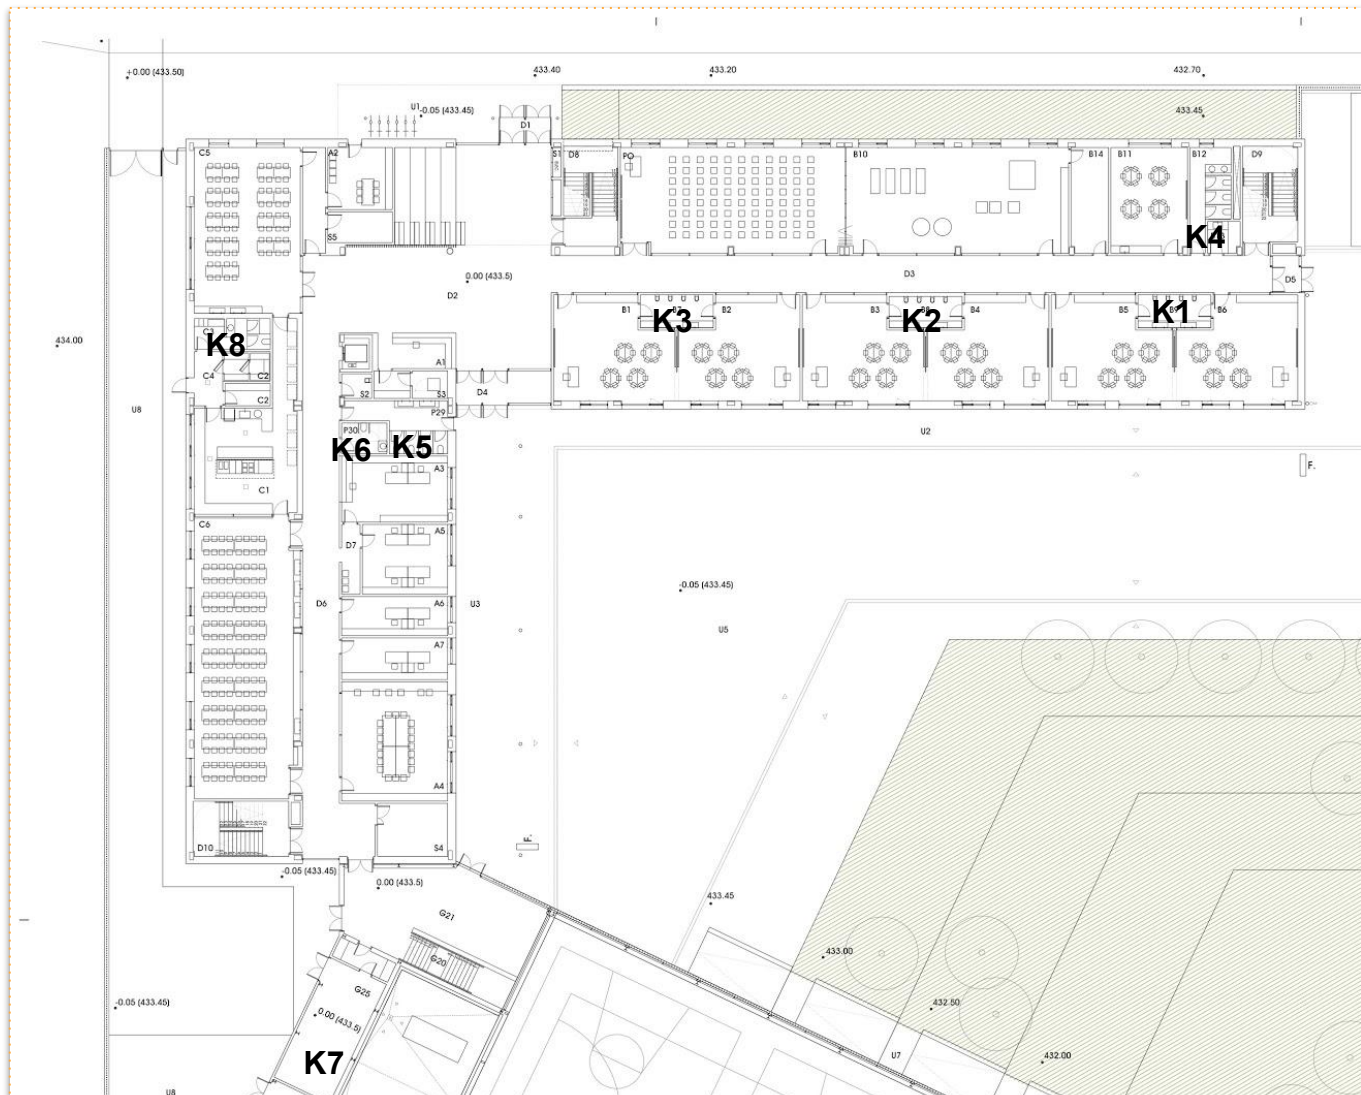 +0.00 (433.50)
433.40
433.20
432.70
U1
-0.05 (433.45)
D1
433.45
C5
A2
S1
D8
B10
B14
B11
B12
D9
S5
K4
0.00 (433.5)
D2
D3
D5
B1
K3
B2
B3
K2
B4
B5
K1
B6
434.00
K8
C4
C2
C2
A1
S2
S3
D4
P29
U8
P30
K6
K5
U2
A3
F.
C1
C6
A5
D7
D6
A6
U3
-0.05 (433.45)
U5
A7
A4
D10
S4
F.
-0.05 (433.45)
0.00 (433.5)
433.45
G21
433.00
G20
G25
-0.05 (433.45)
0.00 (433.5)
432.50
K7
U7
432.00
U8